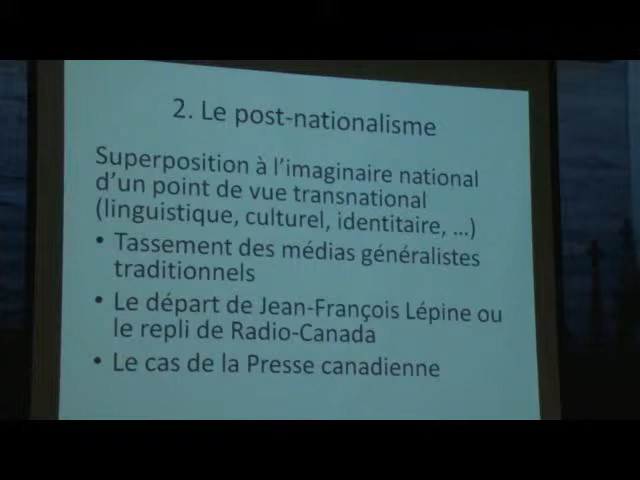 2. Le post-nationalisme
Superposition à l'imaginaire national
d'un point de vue transnational
(linguistique, culturel, identitaire, ...)
• Tassement des médias généralistes
traditionnels
• Le départ de Jean-François Lépine ou
le repli de Radio-Canada
• Le cas de la Presse canadienne